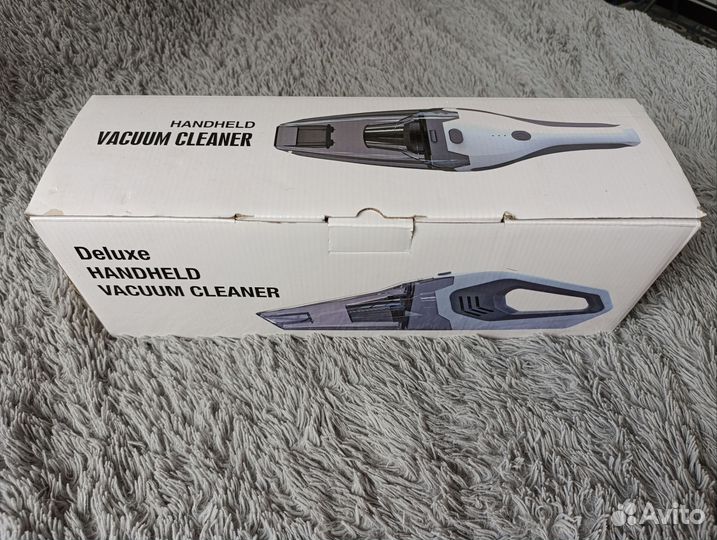 HANDHELD
VACUUM CLEANER
Deluxe
HANDHELD
VACUUM CLEANER
Avito